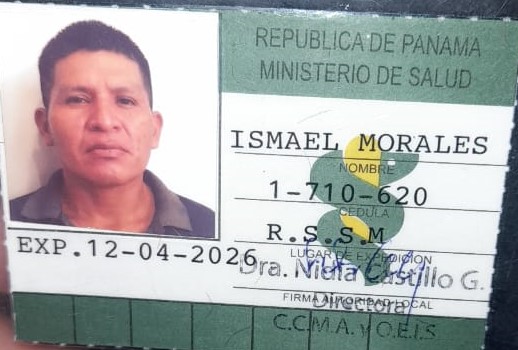 REPUBLICA DE PANAMA
MINISTERIO DE SALUD
ISMAEL MORALES
NOMBRE
1-710-620
CEDULA
R.S.S.M
LUGAR DE EXPEDICION
EXP.12-04-2026
Dra. Nidia Castillo G.
FIRMA AUTORIDAD LOCAL
Directora
C.C.M.A. y O.E.I.S